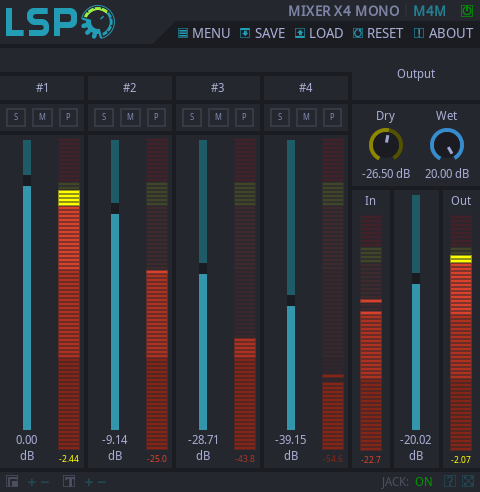 LSP
MIXER X4 MONO M4M
MENU SAVE LOAD RESET ABOUT
#1 #2 #3 #4 Output
S M P S M P S M P S M P
Dry Wet
-26.50 dB 20.00 dB
In Out
0.00 -9.14 -28.71 -39.15 -20.02
dB dB dB dB dB
-2.44 -25.0 -43.8 -54.6 -22.7 -2.07
+ - T + - JACK: ON ?